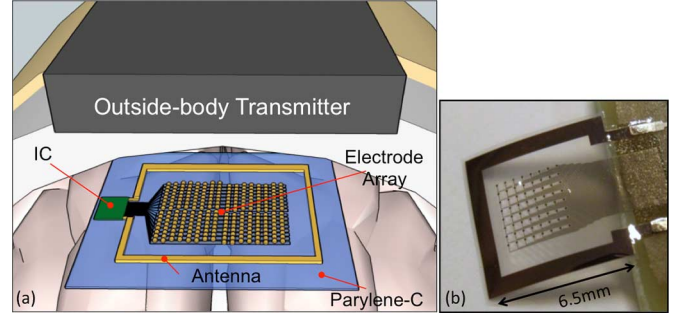 Outside-body Transmitter
IC
Electrode
Array
Antenna
Parylene-C
(a)
(b)
6.5mm